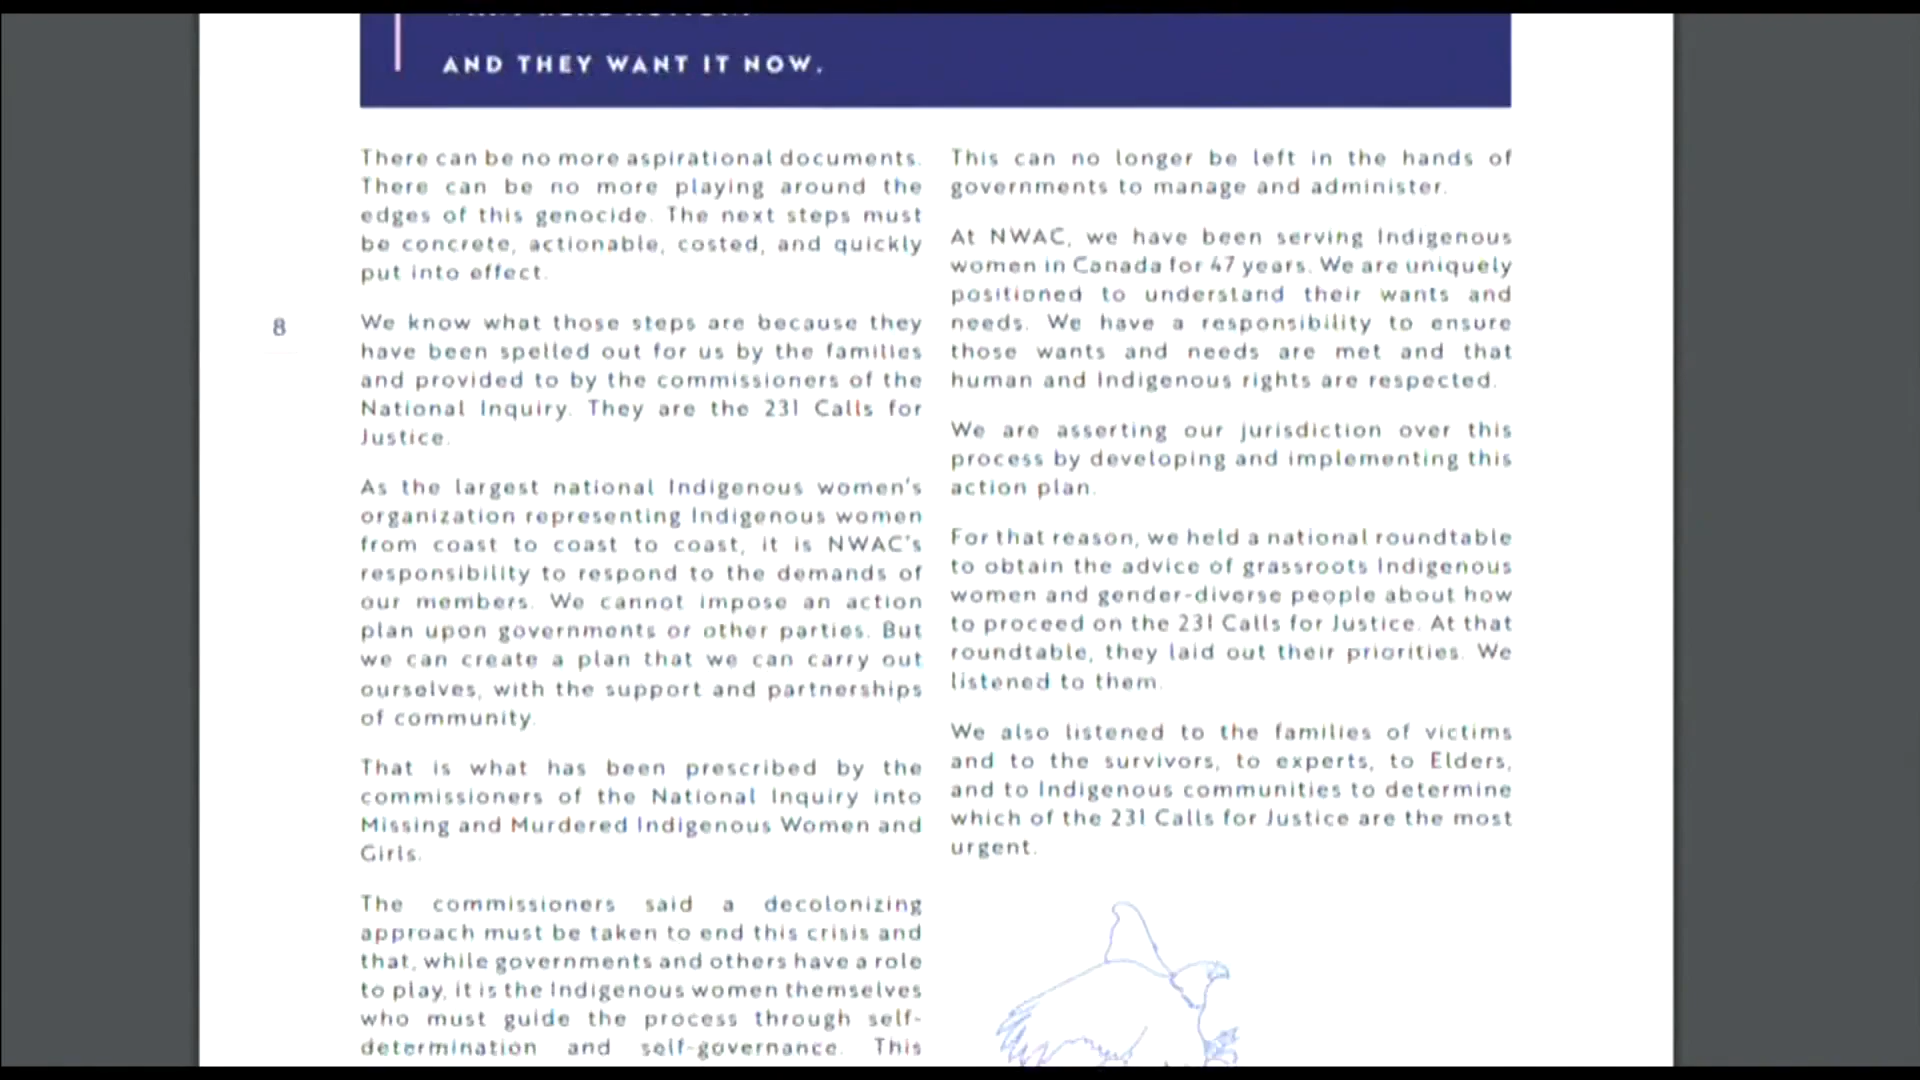 AND THEY WANT IT NOW.
There can be no more aspirational documents.
There can be no more playing around the
edges of this genocide. The next steps must
be concrete, actionable, costed, and quickly
put into effect.
8
We know what those steps are because they
have been spelled out for us by the families
and provided to by the commissioners of the
National Inquiry. They are the 231 Calls for
Justice.
As the largest national Indigenous women's
organization representing Indigenous women
from coast to coast to coast, it is NWAC's
responsibility to respond to the demands of
our members. We cannot impose an action
plan upon governments or other parties. But
we can create a plan that we can carry out
ourselves, with the support and partnerships
of community.
That is what has been prescribed by the
commissioners of the National Inquiry into
Missing and Murdered Indigenous Women and
Girls.
The commissioners said a decolonizing
approach must be taken to end this crisis and
that, while governments and others have a role
to play, it is the Indigenous women themselves
who must guide the process through self-
determination and self-governance. This
This can no longer be left in the hands of
governments to manage and administer.
At NWAC, we have been serving Indigenous
women in Canada for 47 years. We are uniquely
positioned to understand their wants and
needs. We have a responsibility to ensure
those wants and needs are met and that
human and Indigenous rights are respected.
We are asserting our jurisdiction over this
process by developing and implementing this
action plan.
For that reason, we held a national roundtable
to obtain the advice of grassroots Indigenous
women and gender-diverse people about how
to proceed on the 231 Calls for Justice. At that
roundtable, they laid out their priorities. We
listened to them.
We also listened to the families of victims
and to the survivors, to experts, to Elders,
and to Indigenous communities to determine
which of the 231 Calls for Justice are the most
urgent.